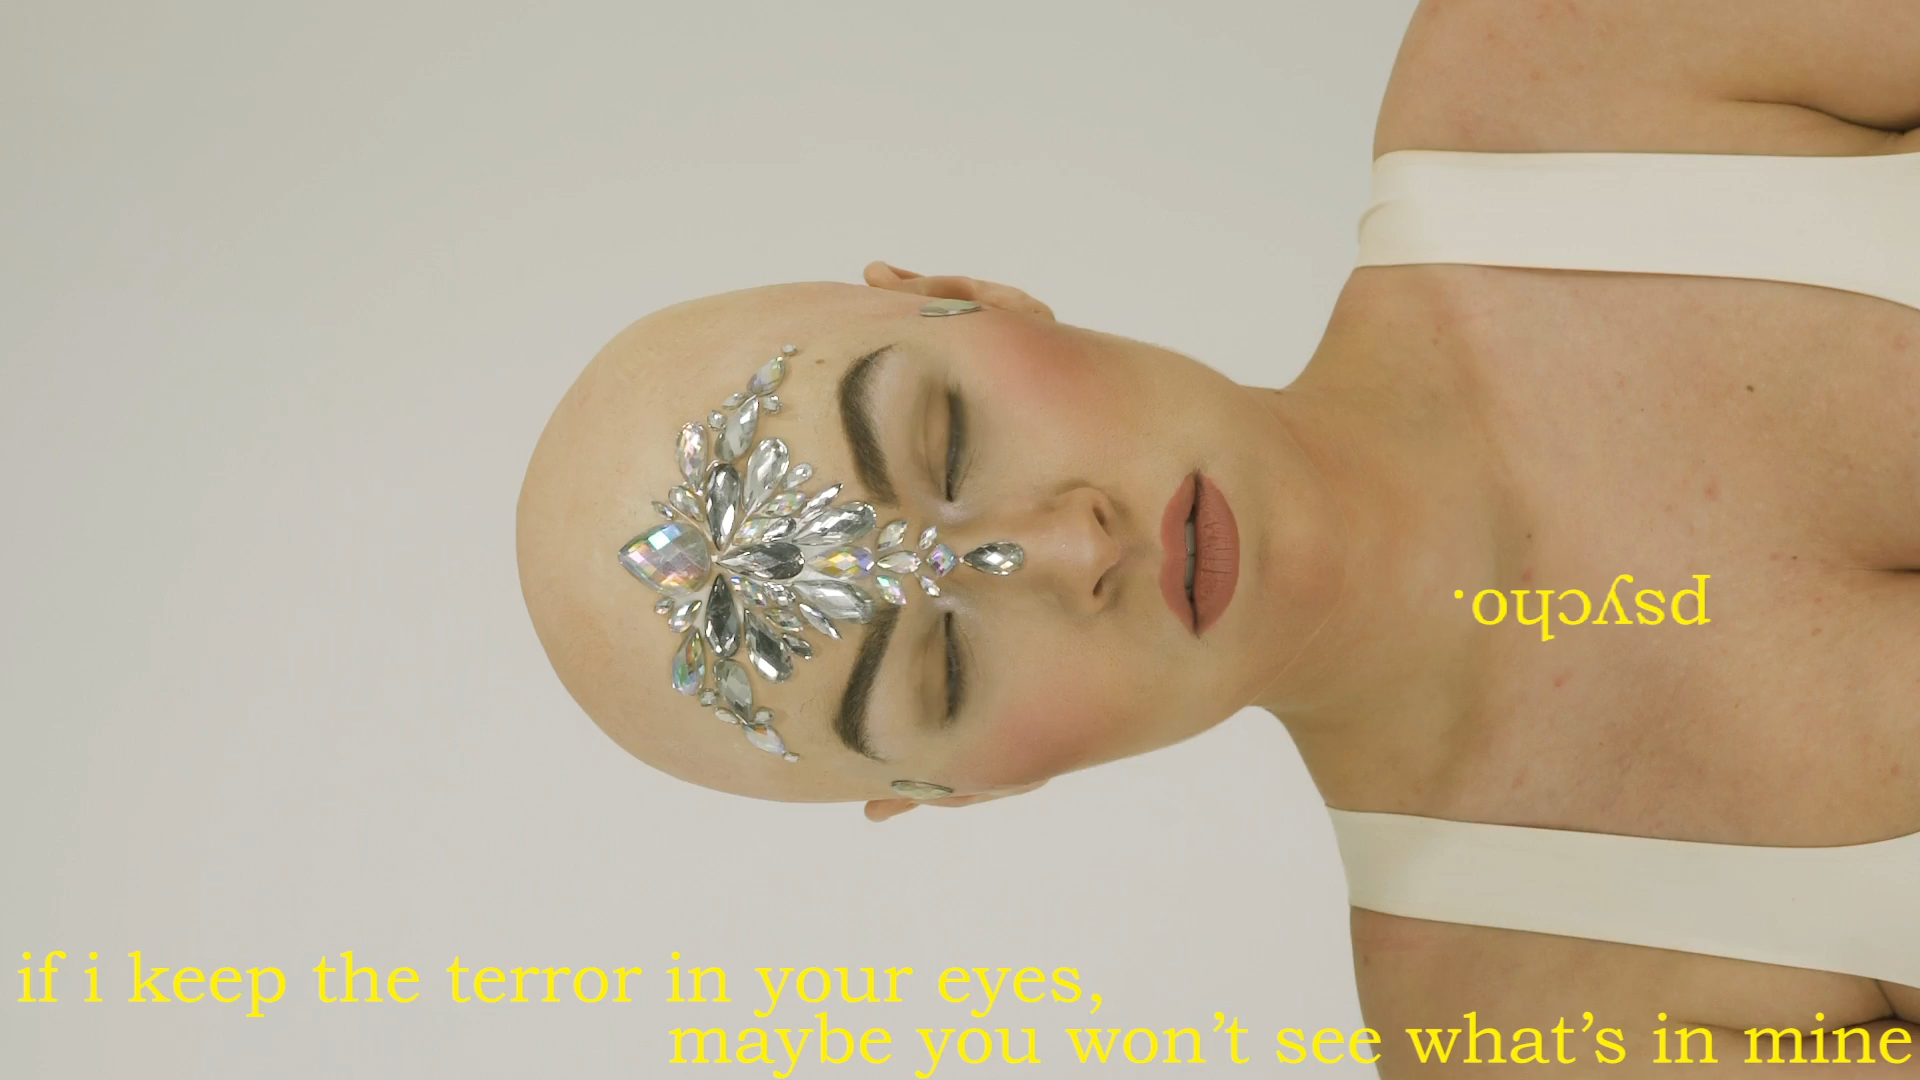 psycho.
if i keep the terror in your eyes,
maybe you won't see what's in mine